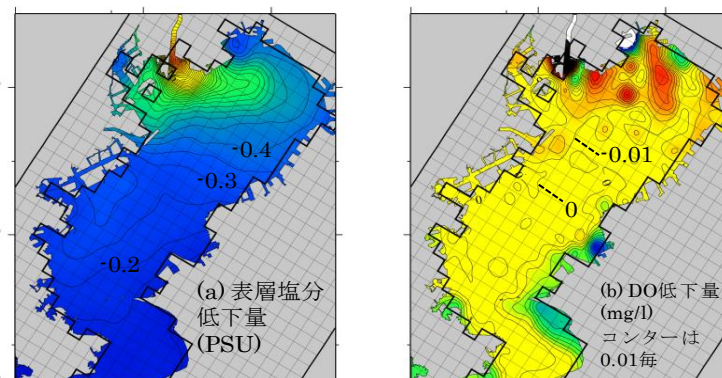 -0.4
-0.3
-0.2
(a) 表層塩分
低下量
(PSU)
-0.01
0
(b) DO低下量
(mg/l)
コンターは
0.01毎